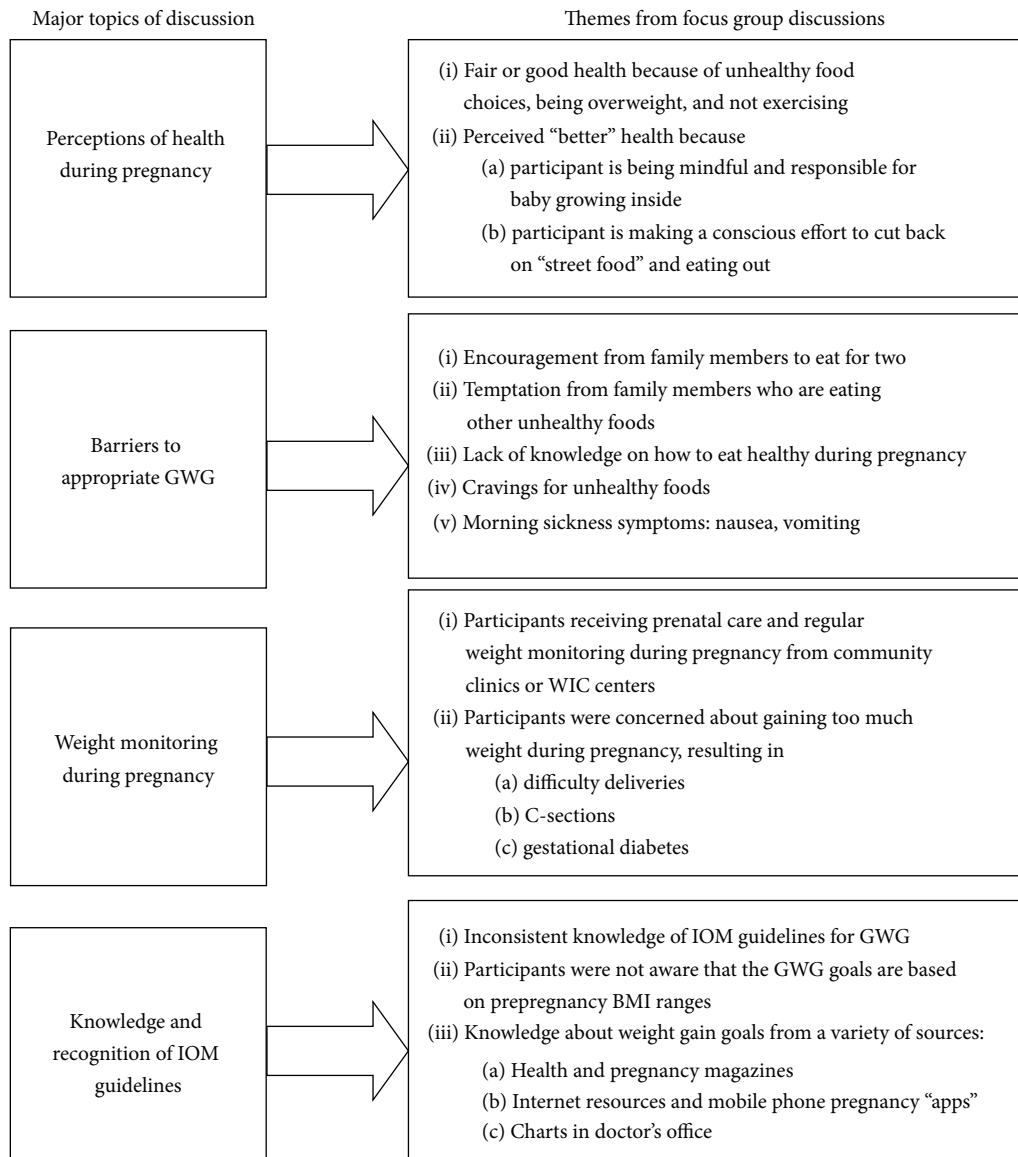 Major topics of discussion
Themes from focus group discussions
Perceptions of health
during pregnancy
(i) Fair or good health because of unhealthy food
choices, being overweight, and not exercising
(ii) Perceived “better” health because
(a) participant is being mindful and responsible for
baby growing inside
(b) participant is making a conscious effort to cut back
on “street food” and eating out
Barriers to
appropriate GWG
(i) Encouragement from family members to eat for two
(ii) Temptation from family members who are eating
other unhealthy foods
(iii) Lack of knowledge on how to eat healthy during pregnancy
(iv) Cravings for unhealthy foods
(v) Morning sickness symptoms: nausea, vomiting
Weight monitoring
during pregnancy
(i) Participants receiving prenatal care and regular
weight monitoring during pregnancy from community
clinics or WIC centers
(ii) Participants were concerned about gaining too much
weight during pregnancy, resulting in
(a) difficulty deliveries
(b) C-sections
(c) gestational diabetes
Knowledge and
recognition of IOM
guidelines
(i) Inconsistent knowledge of IOM guidelines for GWG
(ii) Participants were not aware that the GWG goals are based
on prepregnancy BMI ranges
(iii) Knowledge about weight gain goals from a variety of sources:
(a) Health and pregnancy magazines
(b) Internet resources and mobile phone pregnancy “apps”
(c) Charts in doctor’s office